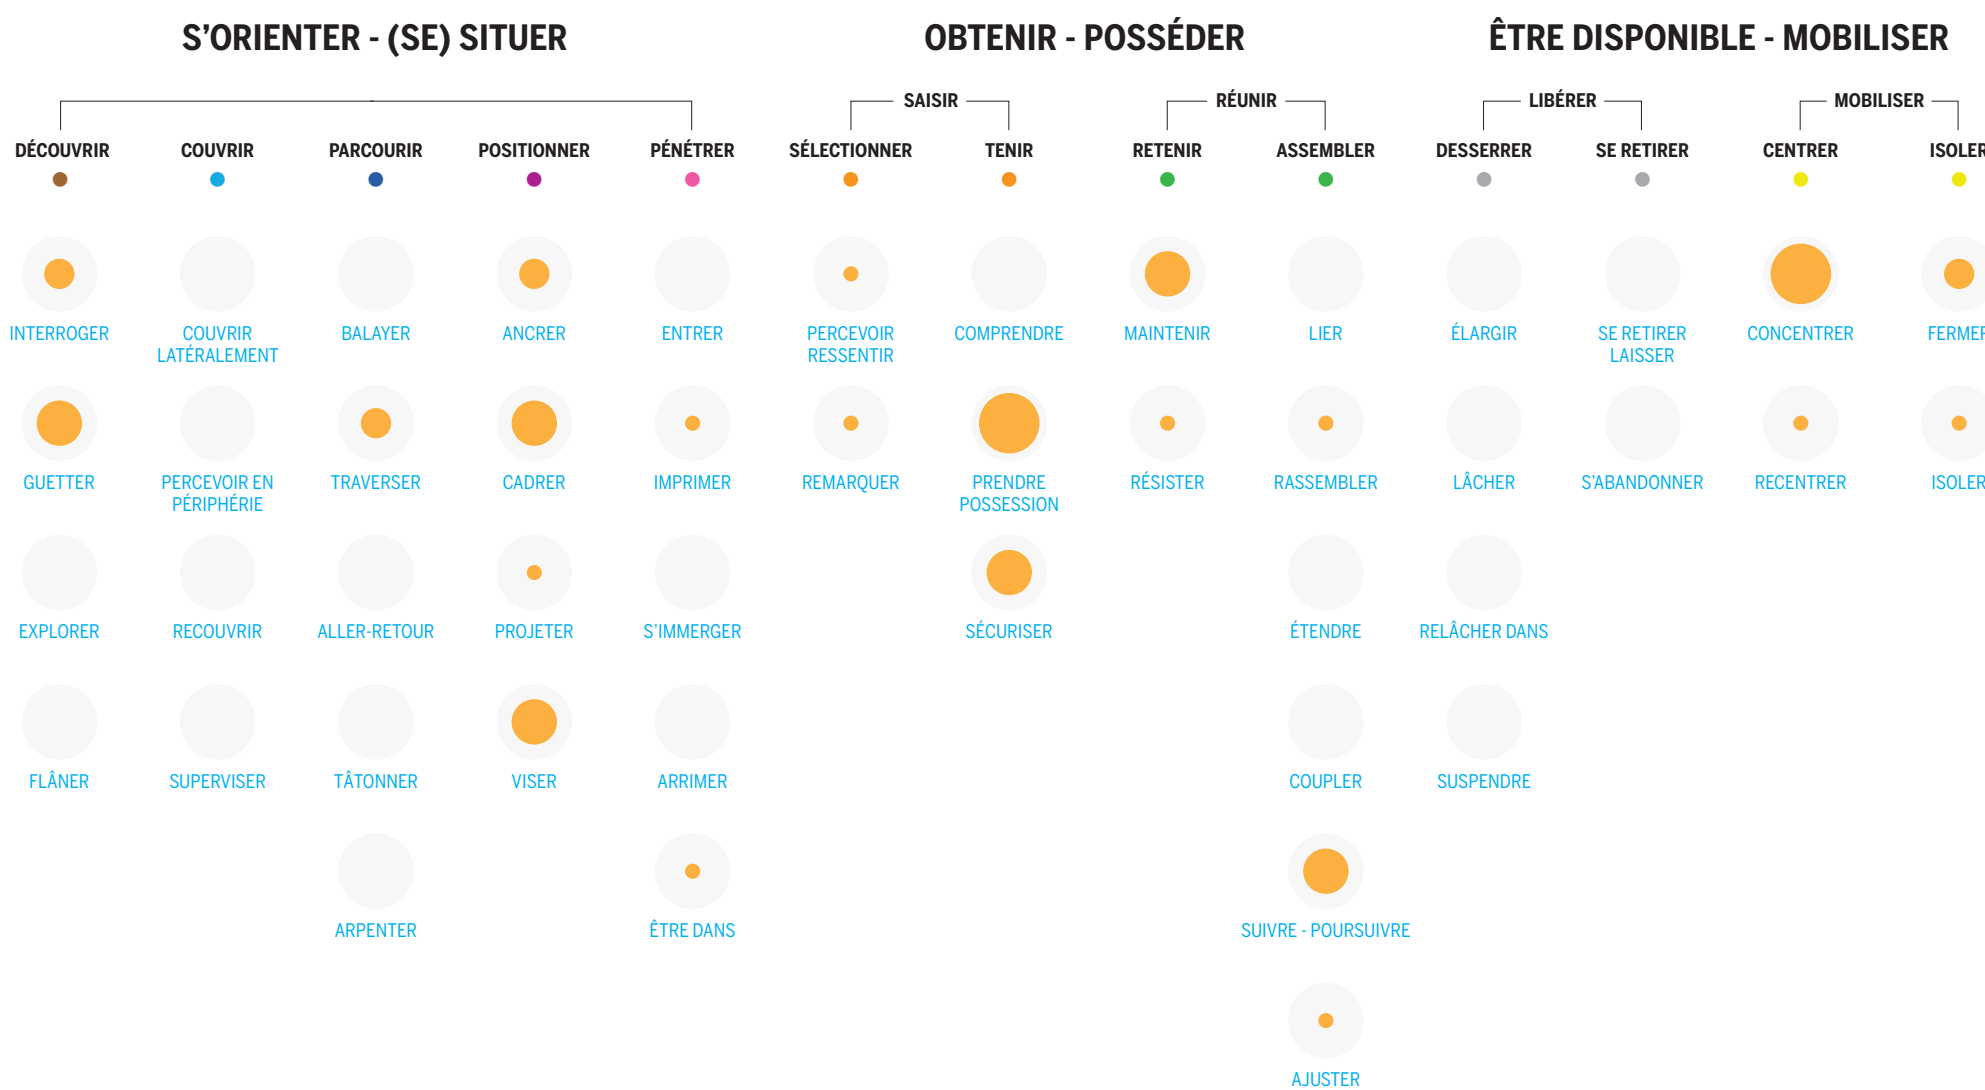 S'ORIENTER - (SE) SITUER
OBTENIR - POSSÉDER
ÊTRE DISPONIBLE - MOBILISER
SAISIR
RÉUNIR
LIBÉRER
MOBILISER
DÉCOUVRIR
COUVRIR
PARCOURIR
POSITIONNER
PÉNÉTRER
SÉLECTIONNER
TENIR
RETENIR
ASSEMBLER
DESSERRER
SE RETIRER
CENTRER
ISOLER
INTERROGER
COUVRIR
LATÉRALEMENT
BALAYER
ANCRER
ENTRER
PERCEVOIR
RESSENTIR
COMPRENDRE
MAINTENIR
LIER
ÉLARGIR
SE RETIRER
LAISSER
CONCENTRER
FERMER
GUETTER
PERCEVOIR EN
PÉRIPHÉRIE
TRAVERSER
CADRER
IMPRIMER
REMARQUER
PRENDRE
POSSESSION
RÉSISTER
RASSEMBLER
LÂCHER
S'ABANDONNER
RECENTRER
ISOLER
EXPLORER
RECOUVRIR
ALLER-RETOUR
PROJETER
S'IMMERGER
SÉCURISER
ÉTENDRE
RELÂCHER DANS
FLÂNER
SUPERVISER
TÂTONNER
VISER
ARRIMER
COUPLER
SUSPENDRE
ARPENTER
ÊTRE DANS
SUIVRE - POURSUIVRE
AJUSTER